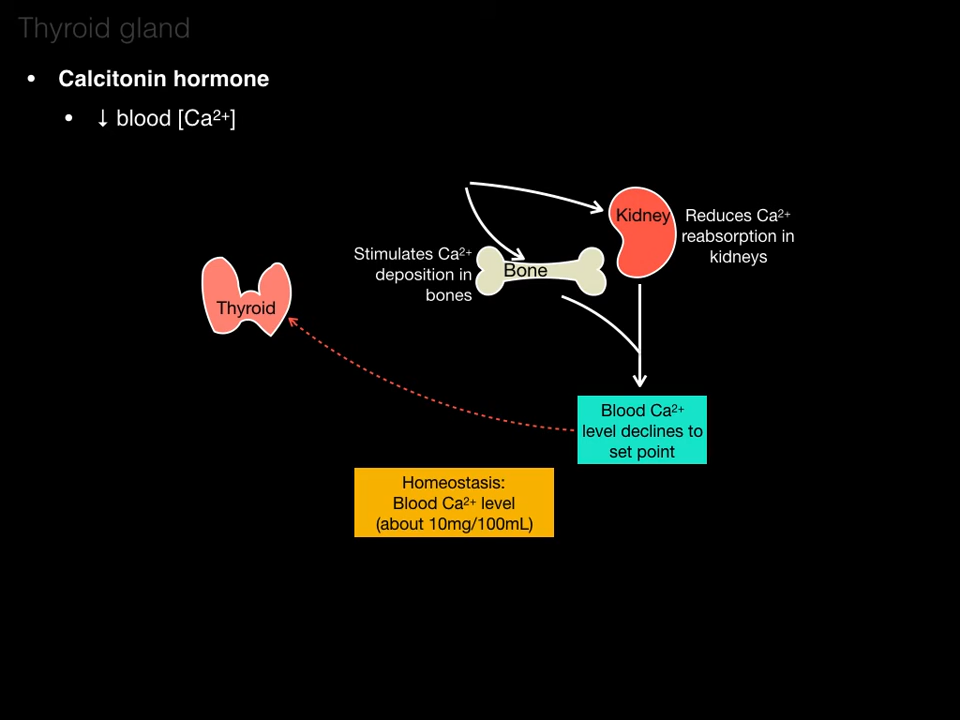 Thyroid gland
• Calcitonin hormone
• ↓ blood [Ca²⁺]
Kidney
Reduces Ca²⁺
reabsorption in
kidneys
Stimulates Ca²⁺
deposition in
bones
Bone
Thyroid
Blood Ca²⁺
level declines to
set point
Homeostasis:
Blood Ca²⁺ level
(about 10mg/100mL)